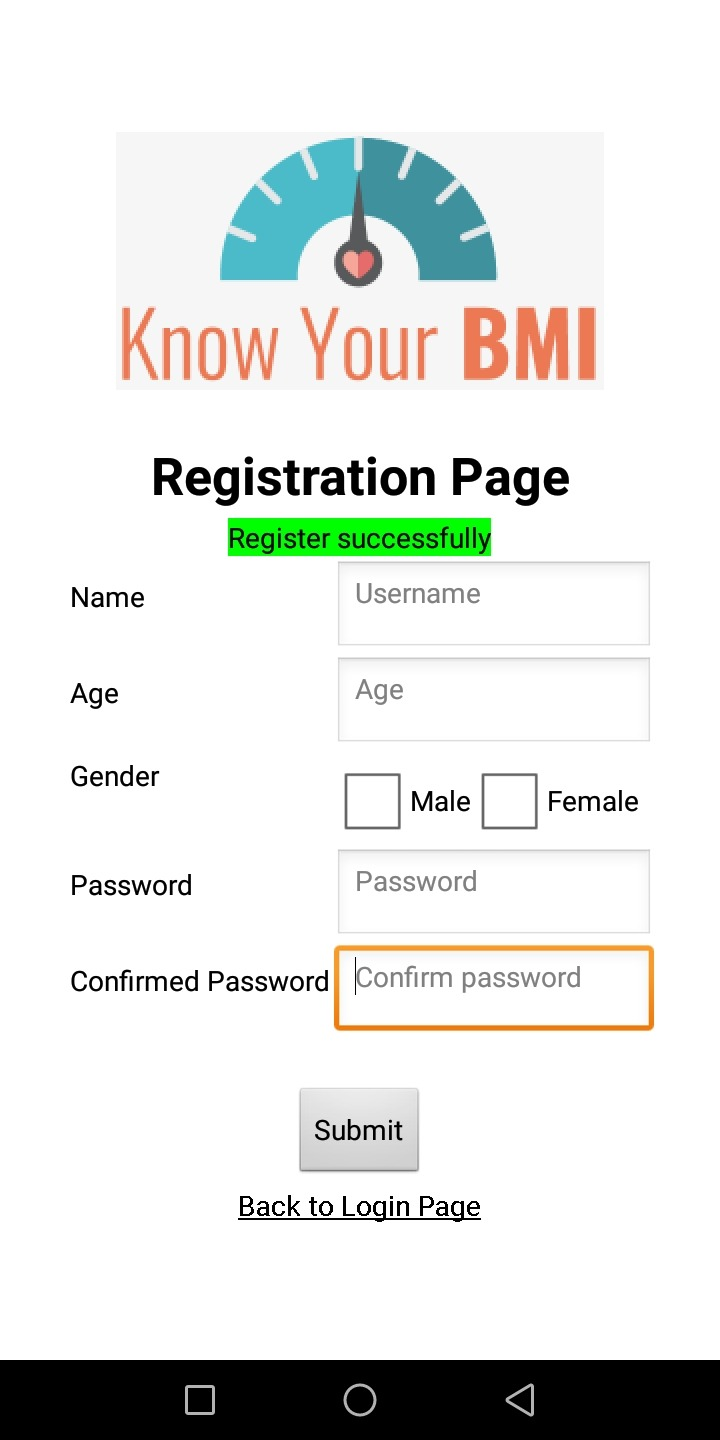 Know Your BMI
Registration Page
Register successfully
Name Username
Age Age
Gender Male Female
Password Password
Confirmed Password Confirm password
Submit
Back to Login Page